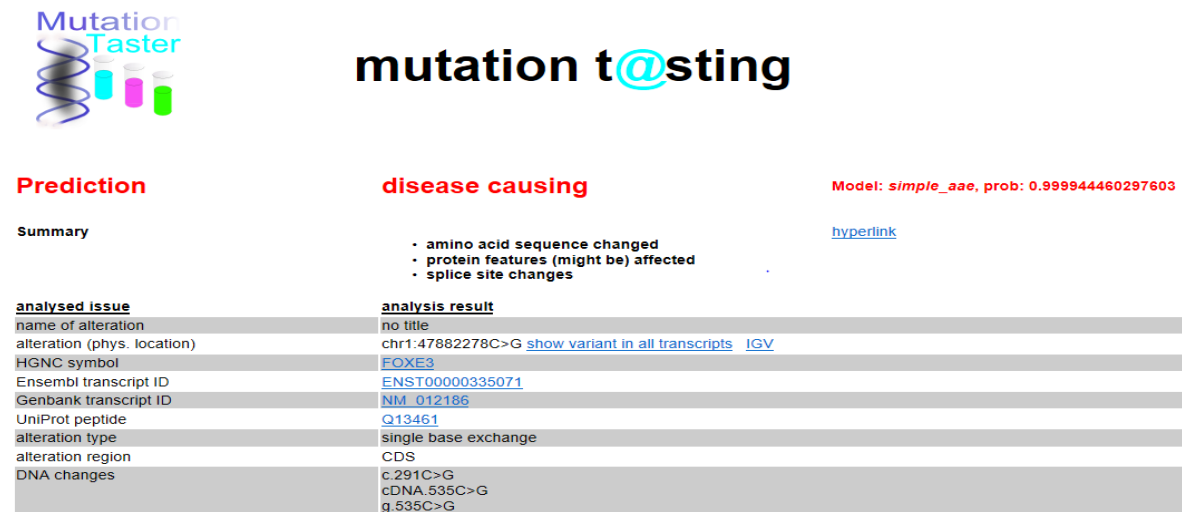 Mutation
Taster
mutation t@sting
Prediction disease causing Model: simple_aae, prob: 0.999944460297603
Summary hyperlink
• amino acid sequence changed
• protein features (might be) affected
• splice site changes
analysed issue analysis result
name of alteration no title
alteration (phys. location) chr1:47882278C>G show variant in all transcripts IGV
HGNC symbol FOXE3
Ensembl transcript ID ENST00000335071
Genbank transcript ID NM_012186
UniProt peptide Q13461
alteration type single base exchange
alteration region CDS
DNA changes c.291C>G
cDNA.535C>G
g.535C>G